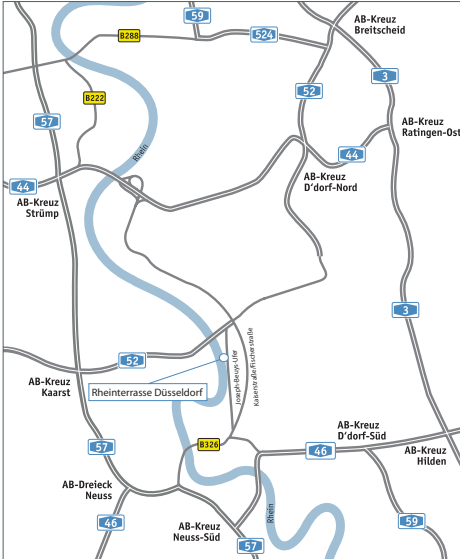 59
B288
524
AB-Kreuz
Breitscheid
3
52
B222
57
AB-Kreuz
Ratingen-Ost
Rhein
44
44
AB-Kreuz
D'dorf-Nord
AB-Kreuz
Strümp
3
52
Joseph-Beuys-Ufer
Kaiserstraße/Fischerstraße
AB-Kreuz
Kaarst
Rheinterrasse Düsseldorf
AB-Kreuz
D'dorf-Süd
57
B326
46
AB-Kreuz
Hilden
AB-Dreieck
Neuss
46
AB-Kreuz
Neuss-Süd
Rhein
59
57